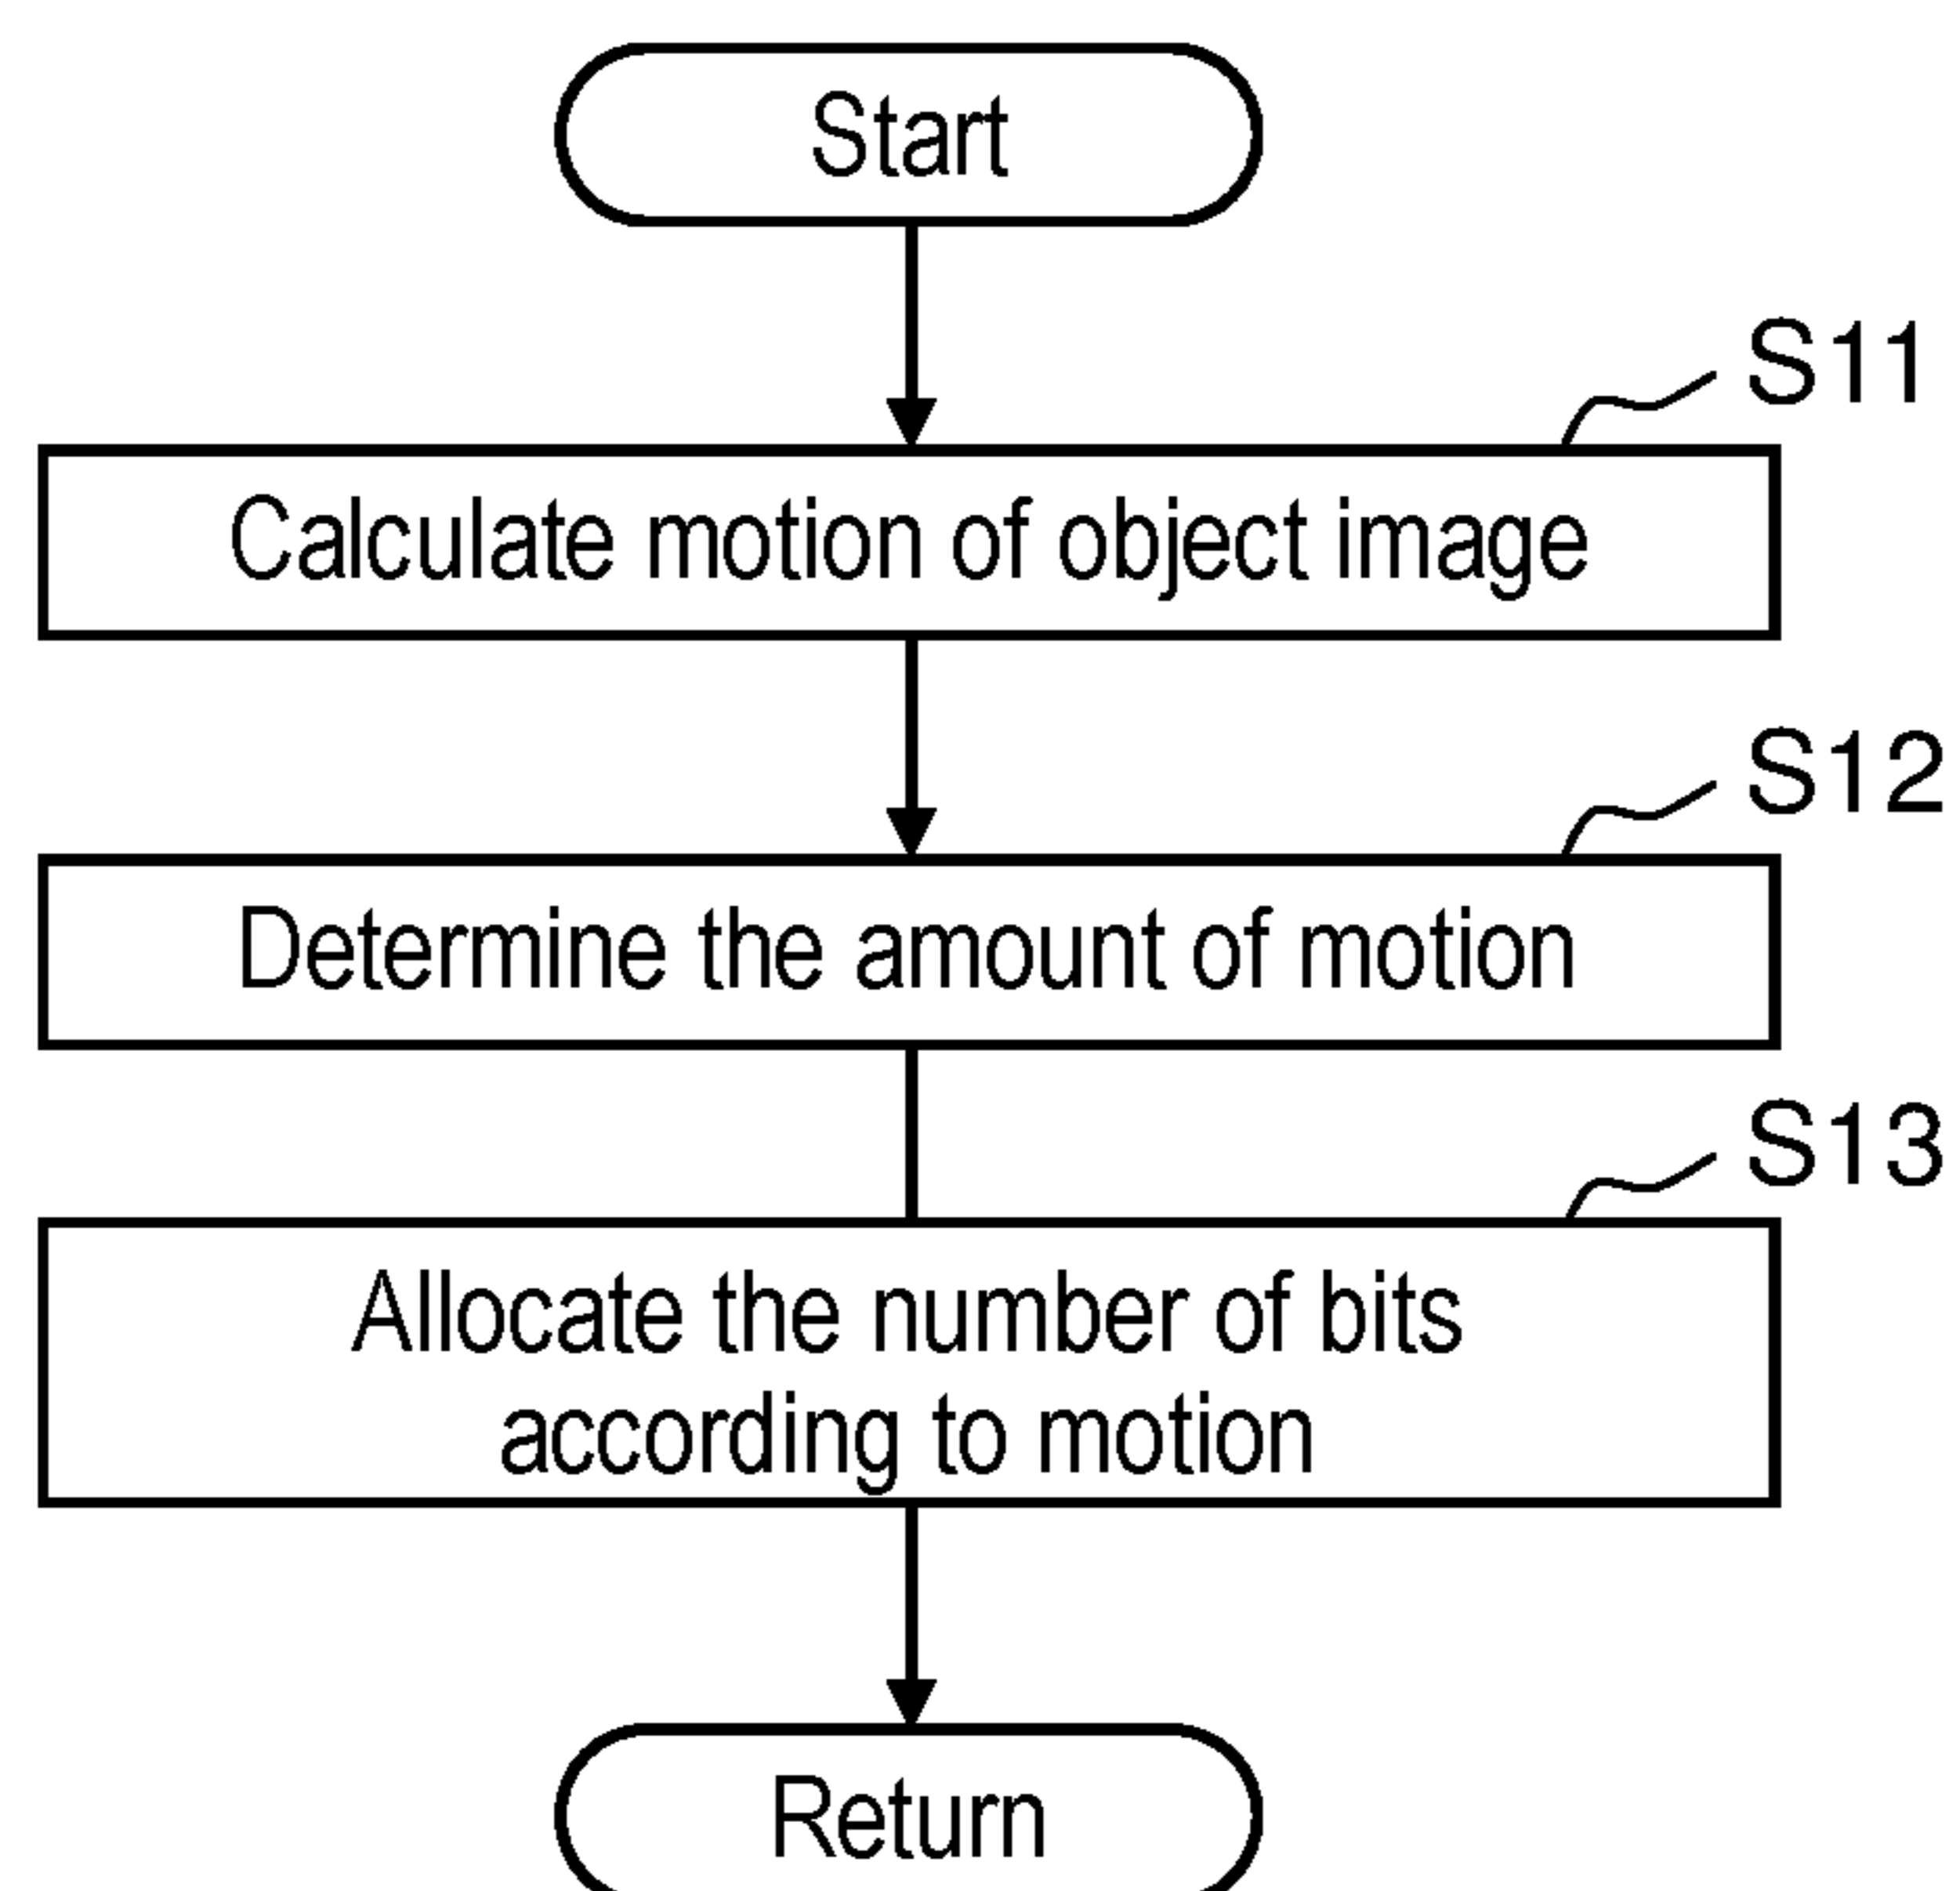 Start
S11
Calculate motion of object image
S12
Determine the amount of motion
S13
Allocate the number of bits
according to motion
Return